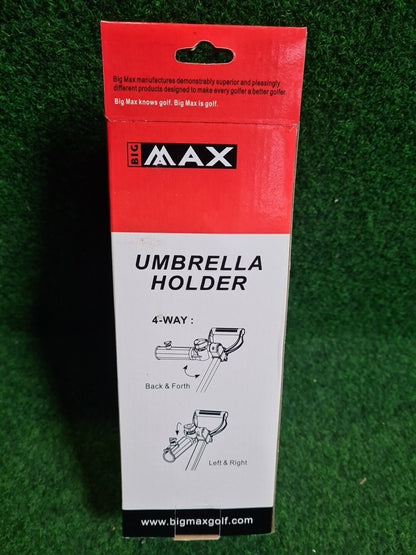 Big Max manufactures demonstrably superior and pleasingly
different products designed to make every golfer a better golfer
Big Max knows golf. Big Max is golf.
BIG MAX
UMBRELLA
HOLDER
4-WAY :
Back & Forth
Left & Right
www.bigmaxgolf.com